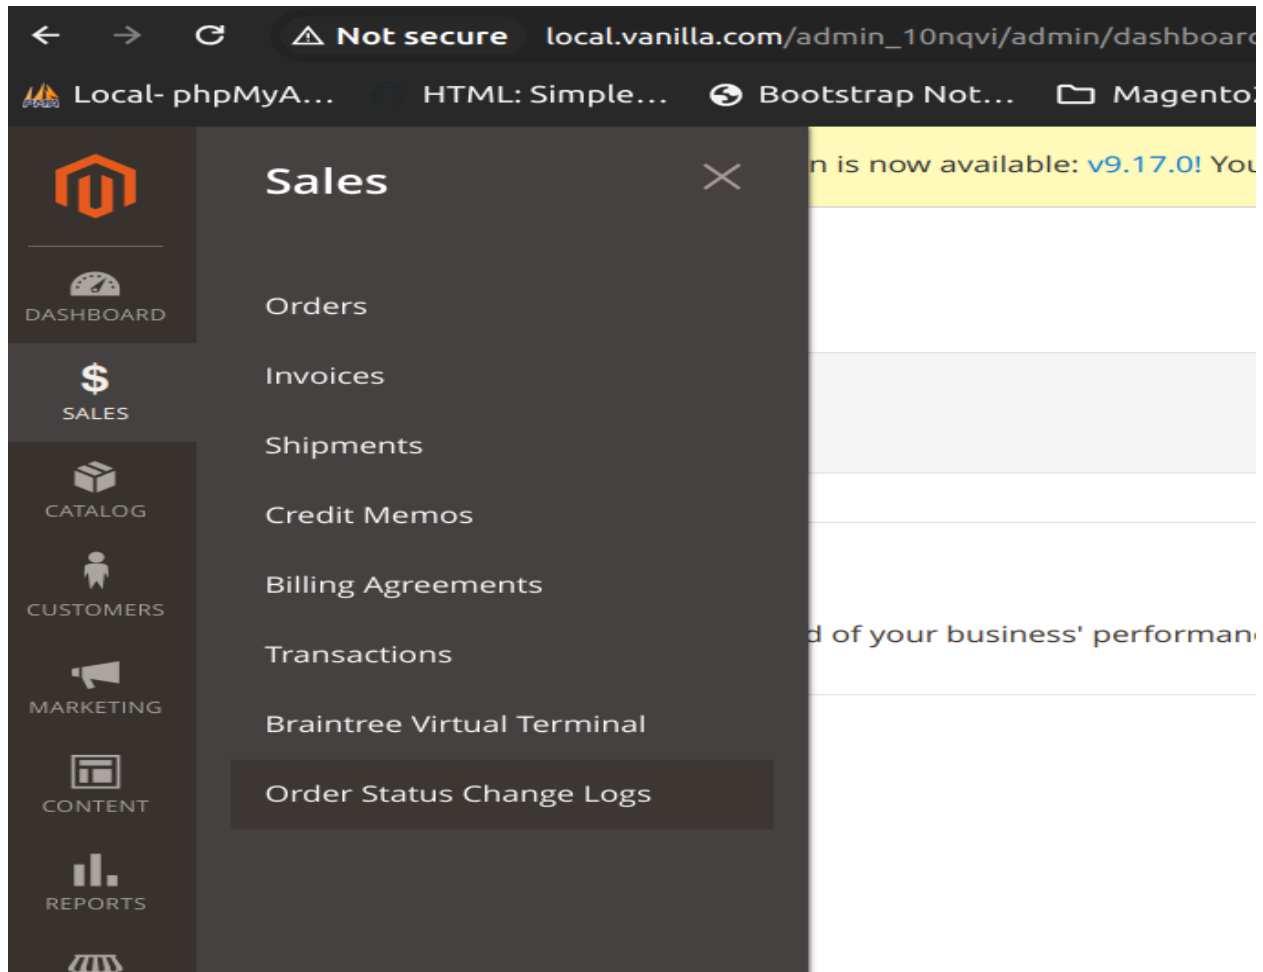 Not secure local.vanilla.com/admin_10nqvi/admin/dashboard
Local- phpMyA... HTML: Simple... Bootstrap Not... Magento
Sales
n is now available: v9.17.0! You
DASHBOARD
Orders
Invoices
SALES
Shipments
CATALOG
Credit Memos
Billing Agreements
CUSTOMERS
d of your business' performan
Transactions
MARKETING
Braintree Virtual Terminal
Order Status Change Logs
CONTENT
REPORTS